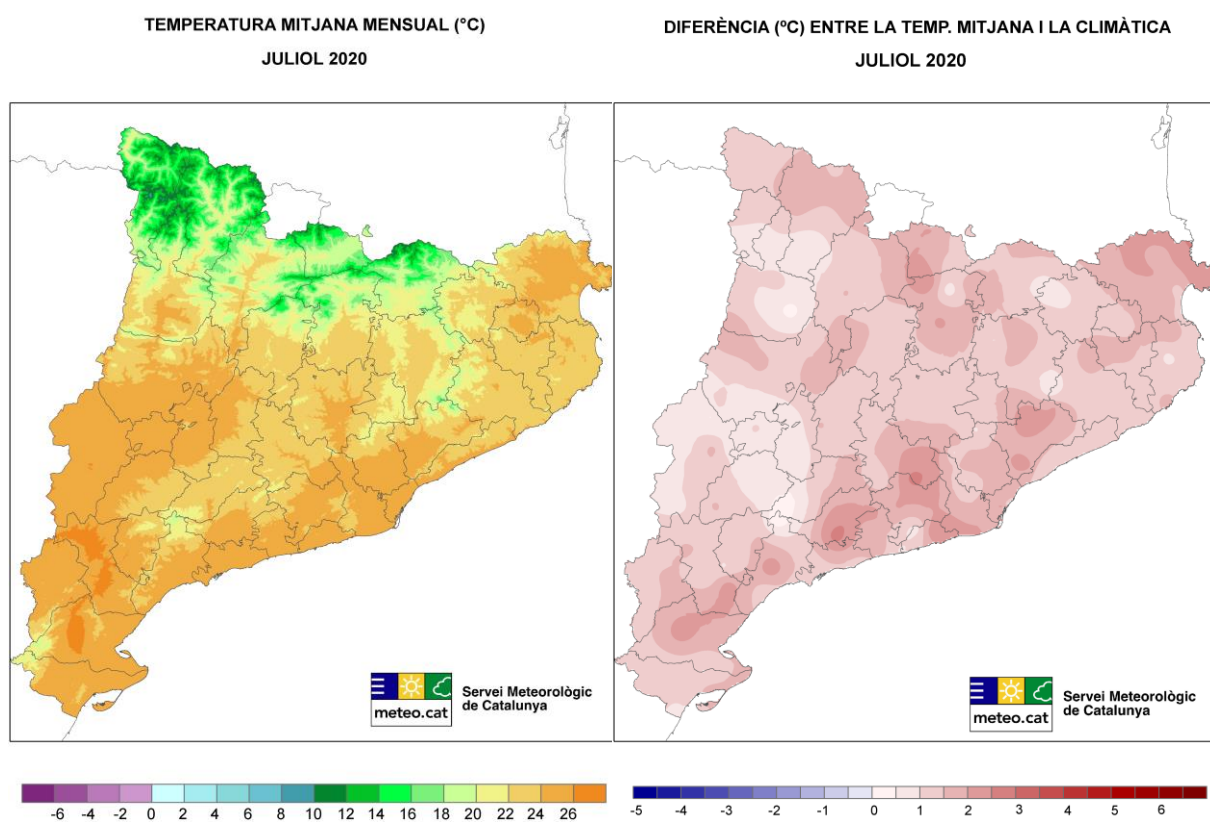 TEMPERATURA MITJANA MENSUAL (°C)
JULIOL 2020
DIFERÈNCIA (ºC) ENTRE LA TEMP. MITJANA I LA CLIMÀTICA
JULIOL 2020
meteo.cat
Servei Meteorològic
de Catalunya
meteo.cat
Servei Meteorològic
de Catalunya
-6 -4 -2 0 2 4 6 8 10 12 14 16 18 20 22 24 26
-5 -4 -3 -2 -1 0 1 2 3 4 5 6